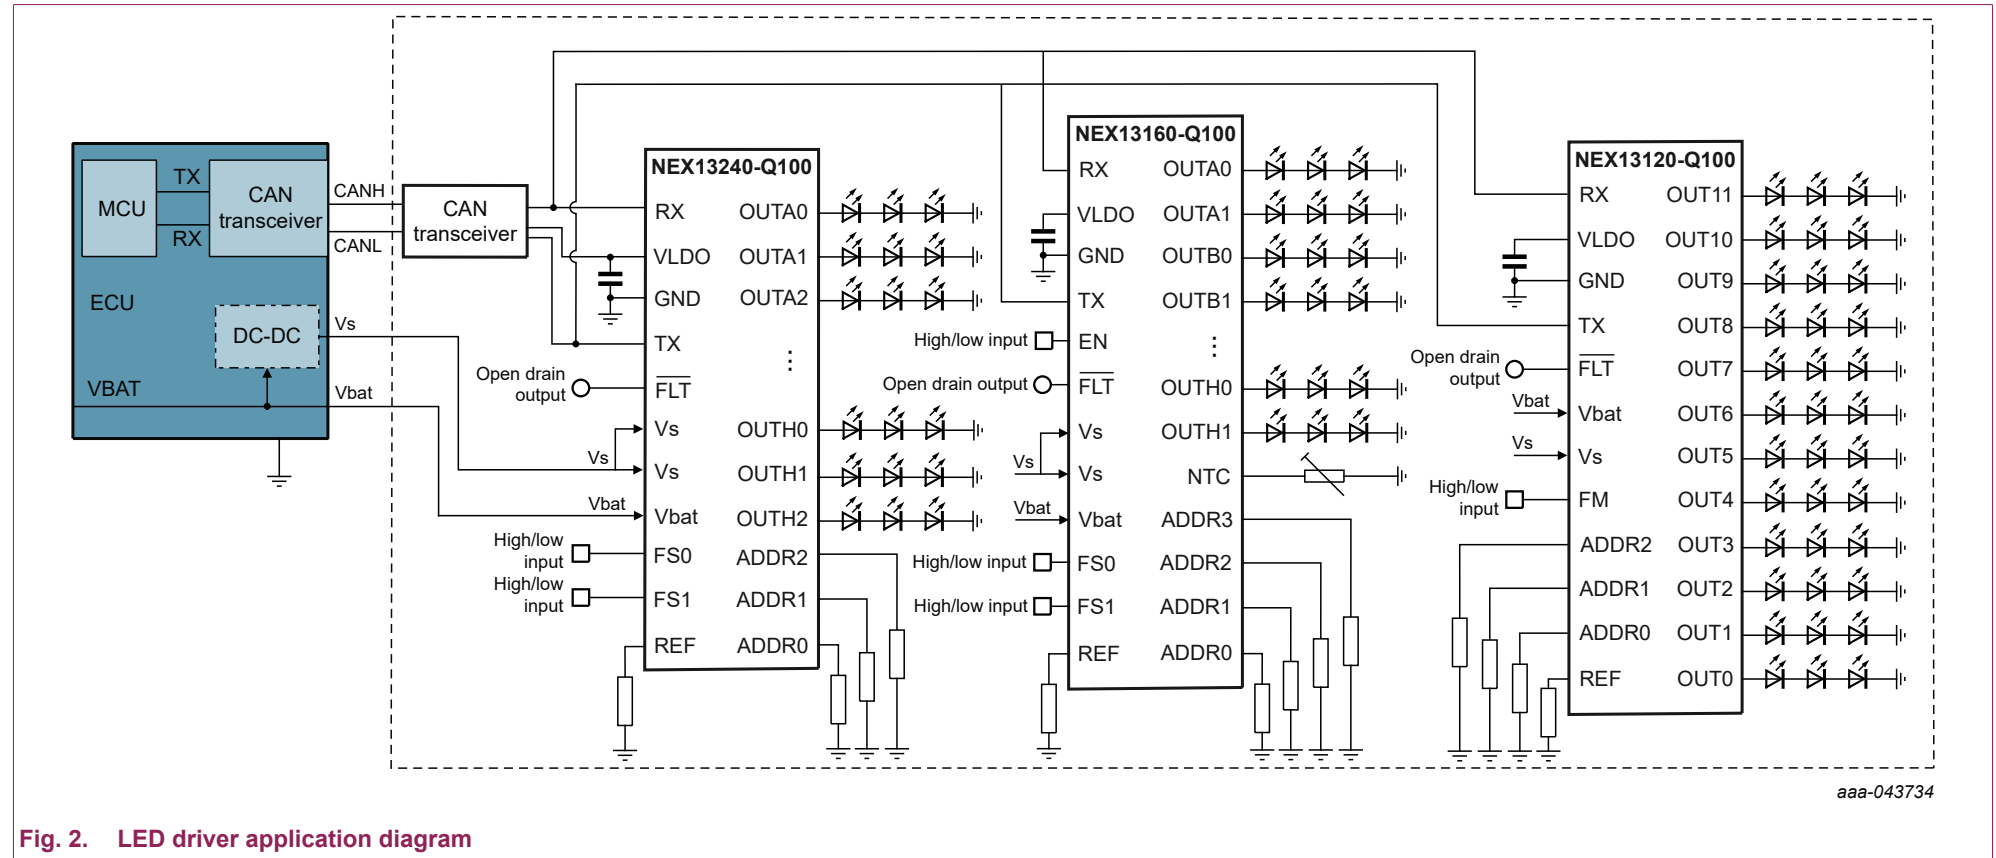 MCU
TX
RX
CAN
transceiver
ECU
DC-DC
VBAT
CANH
CANL
Vs
Vbat
CAN
transceiver
NEX13240-Q100
RX
VLDO
GND
TX
FLT
Vs
Vs
Vbat
FS0
FS1
REF
OUTA0
OUTA1
OUTA2
⋮
OUTH0
OUTH1
OUTH2
ADDR2
ADDR1
ADDR0
Open drain
output
Vs
Vbat
High/low
input
High/low
input
NEX13160-Q100
RX
VLDO
GND
TX
EN
FLT
Vs
Vs
Vbat
FS0
FS1
REF
OUTA0
OUTA1
OUTB0
OUTB1
⋮
OUTH0
OUTH1
NTC
ADDR3
ADDR2
ADDR1
ADDR0
High/low input
Open drain output
Vs
Vbat
High/low input
High/low input
NEX13120-Q100
RX
VLDO
GND
TX
FLT
Vbat
Vs
FM
ADDR2
ADDR1
ADDR0
REF
OUT11
OUT10
OUT9
OUT8
OUT7
OUT6
OUT5
OUT4
OUT3
OUT2
OUT1
OUT0
Open drain
output
Vbat
Vs
High/low
input
aaa-043734
Fig. 2. LED driver application diagram